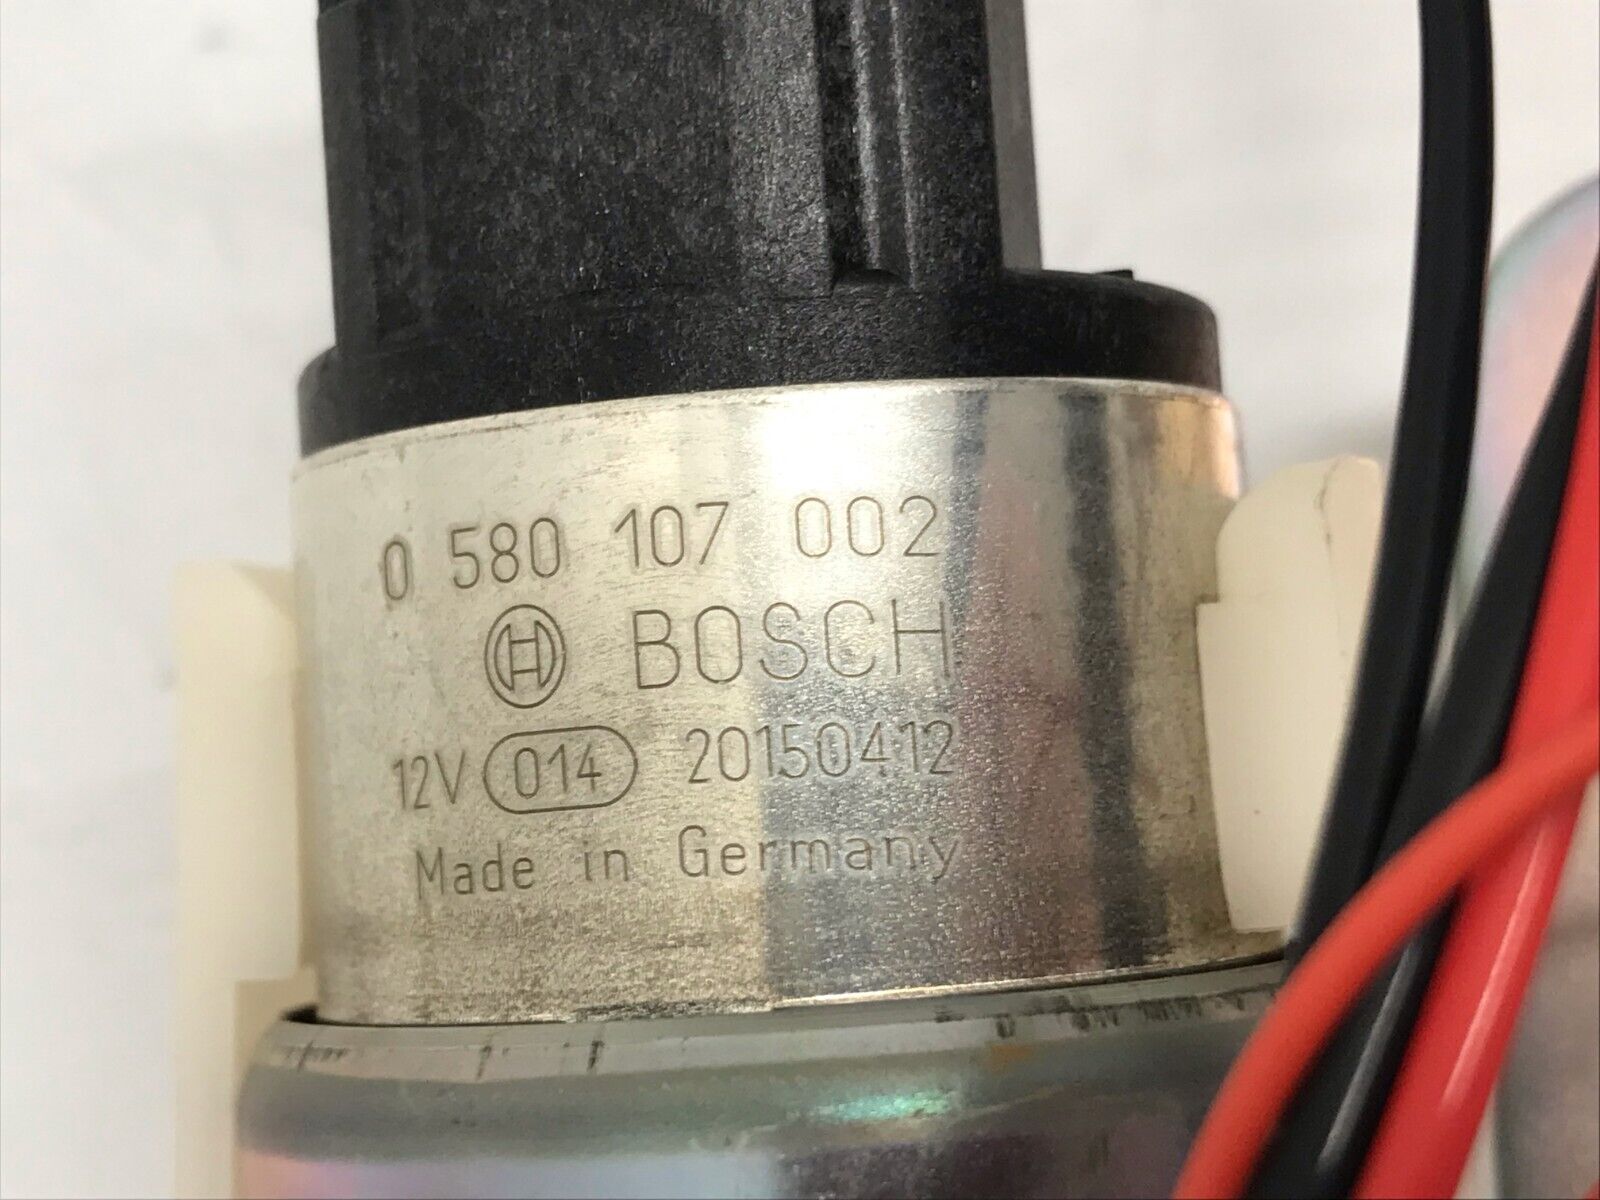 0 580 107 002
BOSCH
12V 014 20150412
Made in Germany